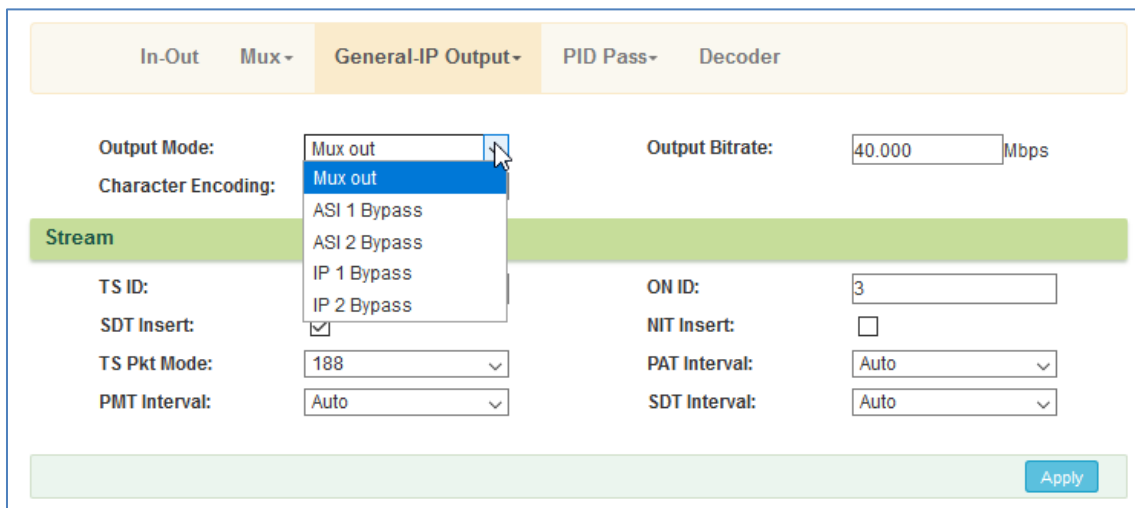 In-Out Mux General-IP Output PID Pass Decoder
Output Mode: Mux out Output Bitrate: 40.000 Mbps
Character Encoding: Mux out
ASI 1 Bypass
Stream ASI 2 Bypass
IP 1 Bypass
TS ID: IP 2 Bypass ON ID: 3
SDT Insert: NIT Insert:
TS Pkt Mode: 188 PAT Interval: Auto
PMT Interval: Auto SDT Interval: Auto
Apply